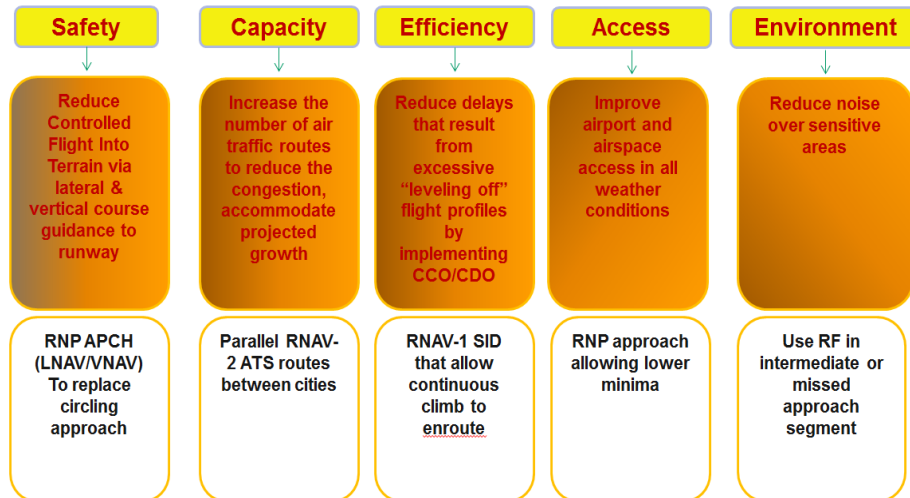 Safety
Capacity
Efficiency
Access
Environment
Reduce
Controlled
Flight Into
Terrain via
lateral &
vertical course
guidance to
runway
Increase the
number of air
traffic routes
to reduce the
congestion,
accommodate
projected
growth
Reduce delays
that result
from
excessive
“leveling off”
flight profiles
by
implementing
CCO/CDO
Improve
airport and
airspace
access in all
weather
conditions
Reduce noise
over sensitive
areas
RNP APCH
(LNAV/VNAV)
To replace
circling
approach
Parallel RNAV-
2 ATS routes
between cities
RNAV-1 SID
that allow
continuous
climb to
enroute
RNP approach
allowing lower
minima
Use RF in
intermediate or
missed
approach
segment